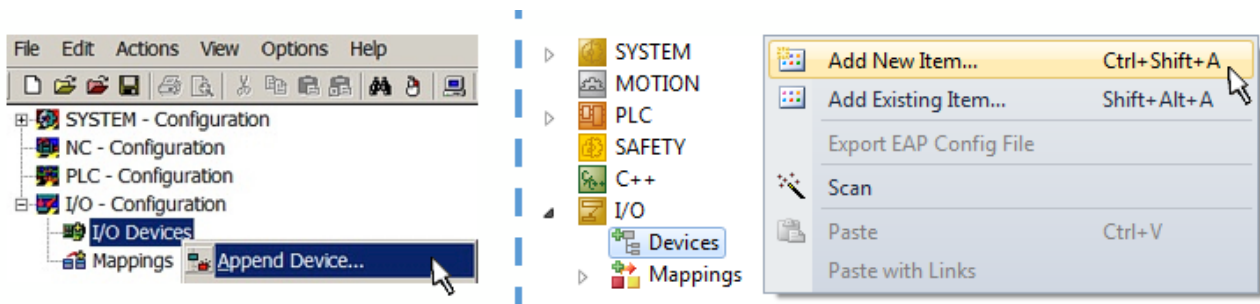 File Edit Actions View Options Help
SYSTEM - Configuration
NC - Configuration
PLC - Configuration
I/O - Configuration
I/O Devices
Mappings
Append Device...
SYSTEM
MOTION
PLC
SAFETY
C++
I/O
Devices
Mappings
Add New Item... Ctrl+Shift+A
Add Existing Item... Shift+Alt+A
Export EAP Config File
Scan
Paste Ctrl+V
Paste with Links